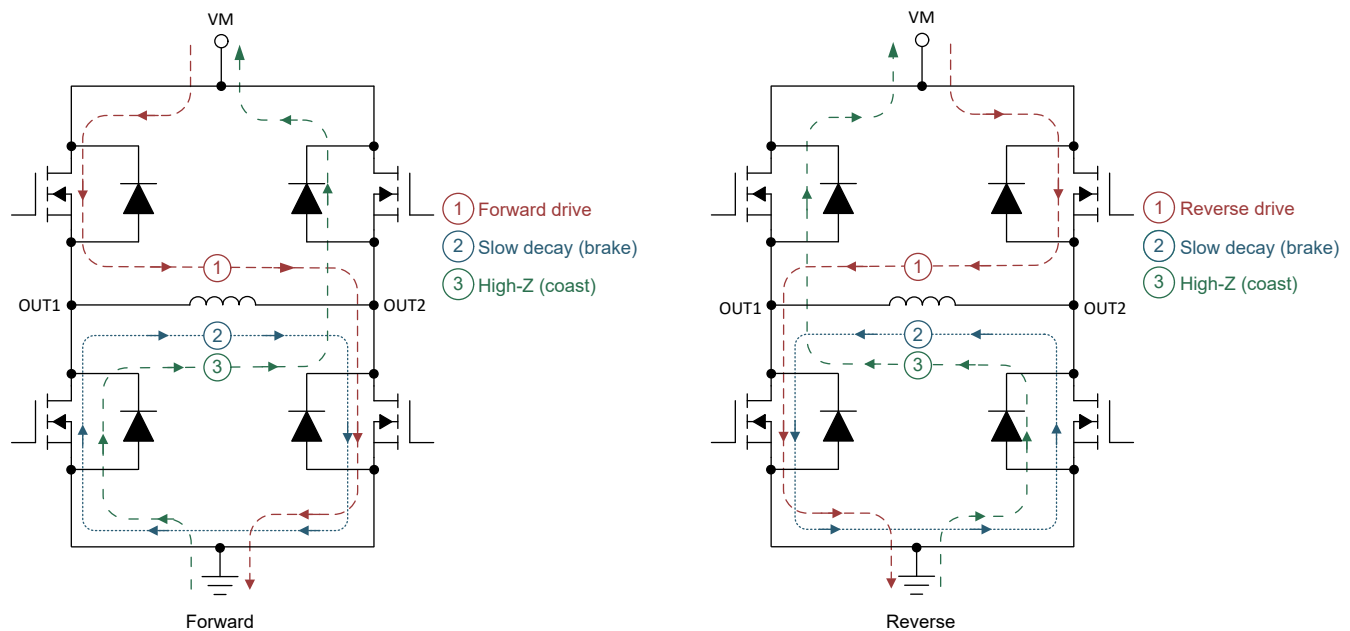 VM
1 Forward drive
2 Slow decay (brake)
3 High-Z (coast)
1
OUT1
OUT2
2
3
Forward
VM
1 Reverse drive
2 Slow decay (brake)
3 High-Z (coast)
1
OUT1
OUT2
2
3
Reverse